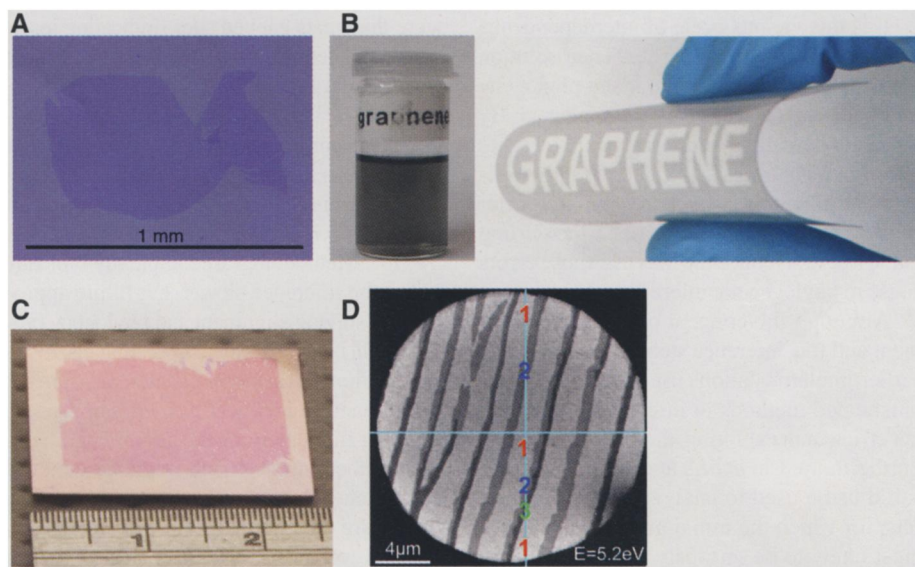 A
1 mm
B
graphene
GRAPHENE
C
1 2
D
1
2
1
2
3
1
4μm
E=5.2eV